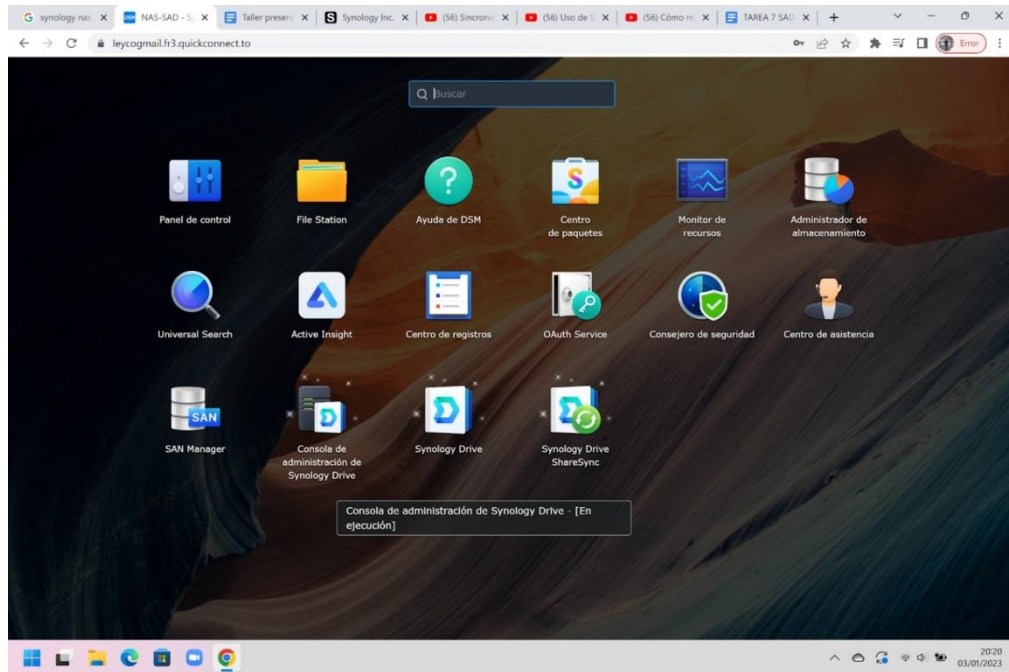 synology nas
NAS-SAD - Sy
Taller presenc
Synology Inc.
(56) Sincroniz
(56) Uso de S
(56) Cómo re
TAREA 7 SAD
leycogmail.fr3.quickconnect.to
Error
Buscar
Panel de control
File Station
Ayuda de DSM
Centro
de paquetes
Monitor de
recursos
Administrador de
almacenamiento
Universal Search
Active Insight
Centro de registros
OAuth Service
Consejero de seguridad
Centro de asistencia
SAN
SAN Manager
Consola de
administración de
Synology Drive
Synology Drive
Synology Drive
ShareSync
Consola de administración de Synology Drive - [En
ejecución]
20:20
03/01/2023